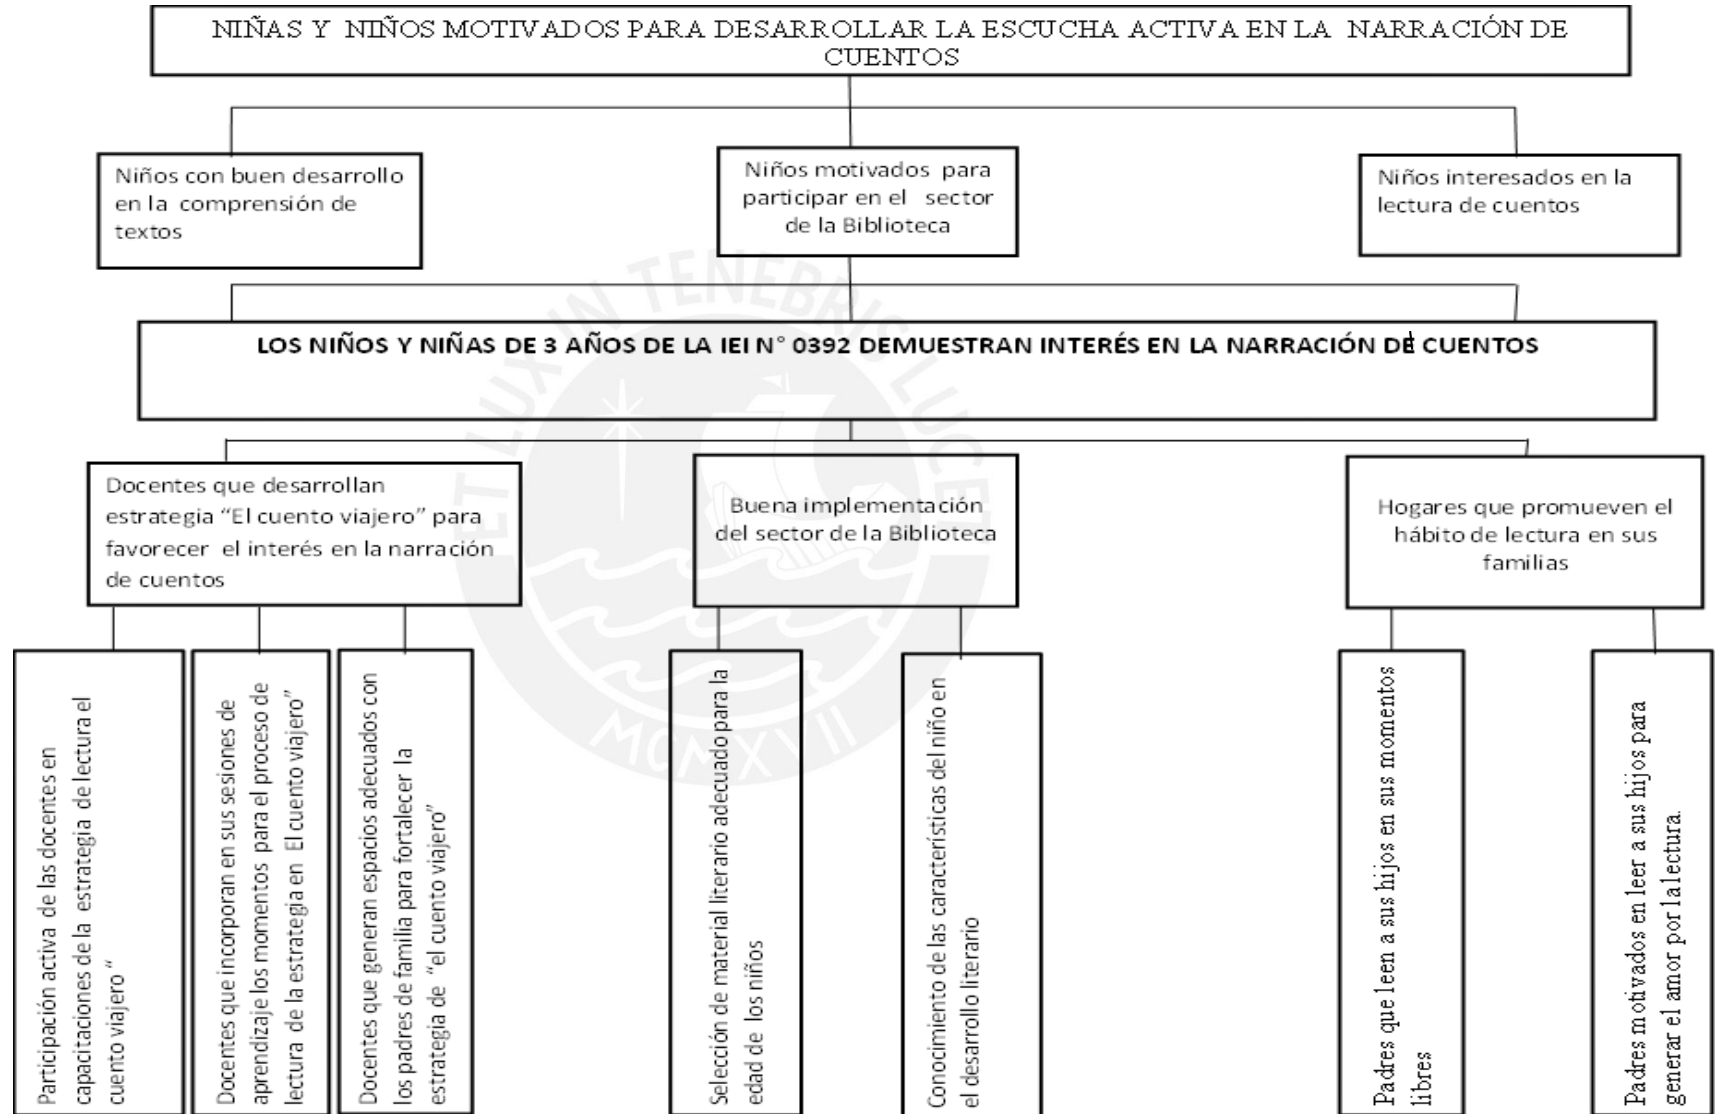 NIÑAS Y NIÑOS MOTIVADOS PARA DESARROLLAR LA ESCUCHA ACTIVA EN LA NARRACIÓN DE
CUENTOS
Niños con buen desarrollo
en la comprensión de
textos
Niños motivados para
participar en el sector
de la Biblioteca
Niños interesados en la
lectura de cuentos
LOS NIÑOS Y NIÑAS DE 3 AÑOS DE LA IEI N° 0392 DEMUESTRAN INTERÉS EN LA NARRACIÓN DE CUENTOS
Docentes que desarrollan
estrategia “El cuento viajero” para
favorecer el interés en la narración
de cuentos
Buena implementación
del sector de la Biblioteca
Hogares que promueven el
hábito de lectura en sus
familias
Participación activa de las docentes en
capacitaciones de la estrategia de lectura el
cuento viajero “
Docentes que incorporan en sus sesiones de
aprendizaje los momentos para el proceso de
lectura de la estrategia en El cuento viajero”
Docentes que generan espacios adecuados con
los padres de familia para fortalecer la
estrategia de “el cuento viajero”
Selección de material literario adecuado para la
edad de los niños
Conocimiento de las características del niño en
el desarrollo literario
Padres que leen a sus hijos en sus momentos
libres
Padres motivados en leer a sus hijos para
generar el amor por la lectura.
ET LUX IN TENEBRIS LUCET
MCMXVII